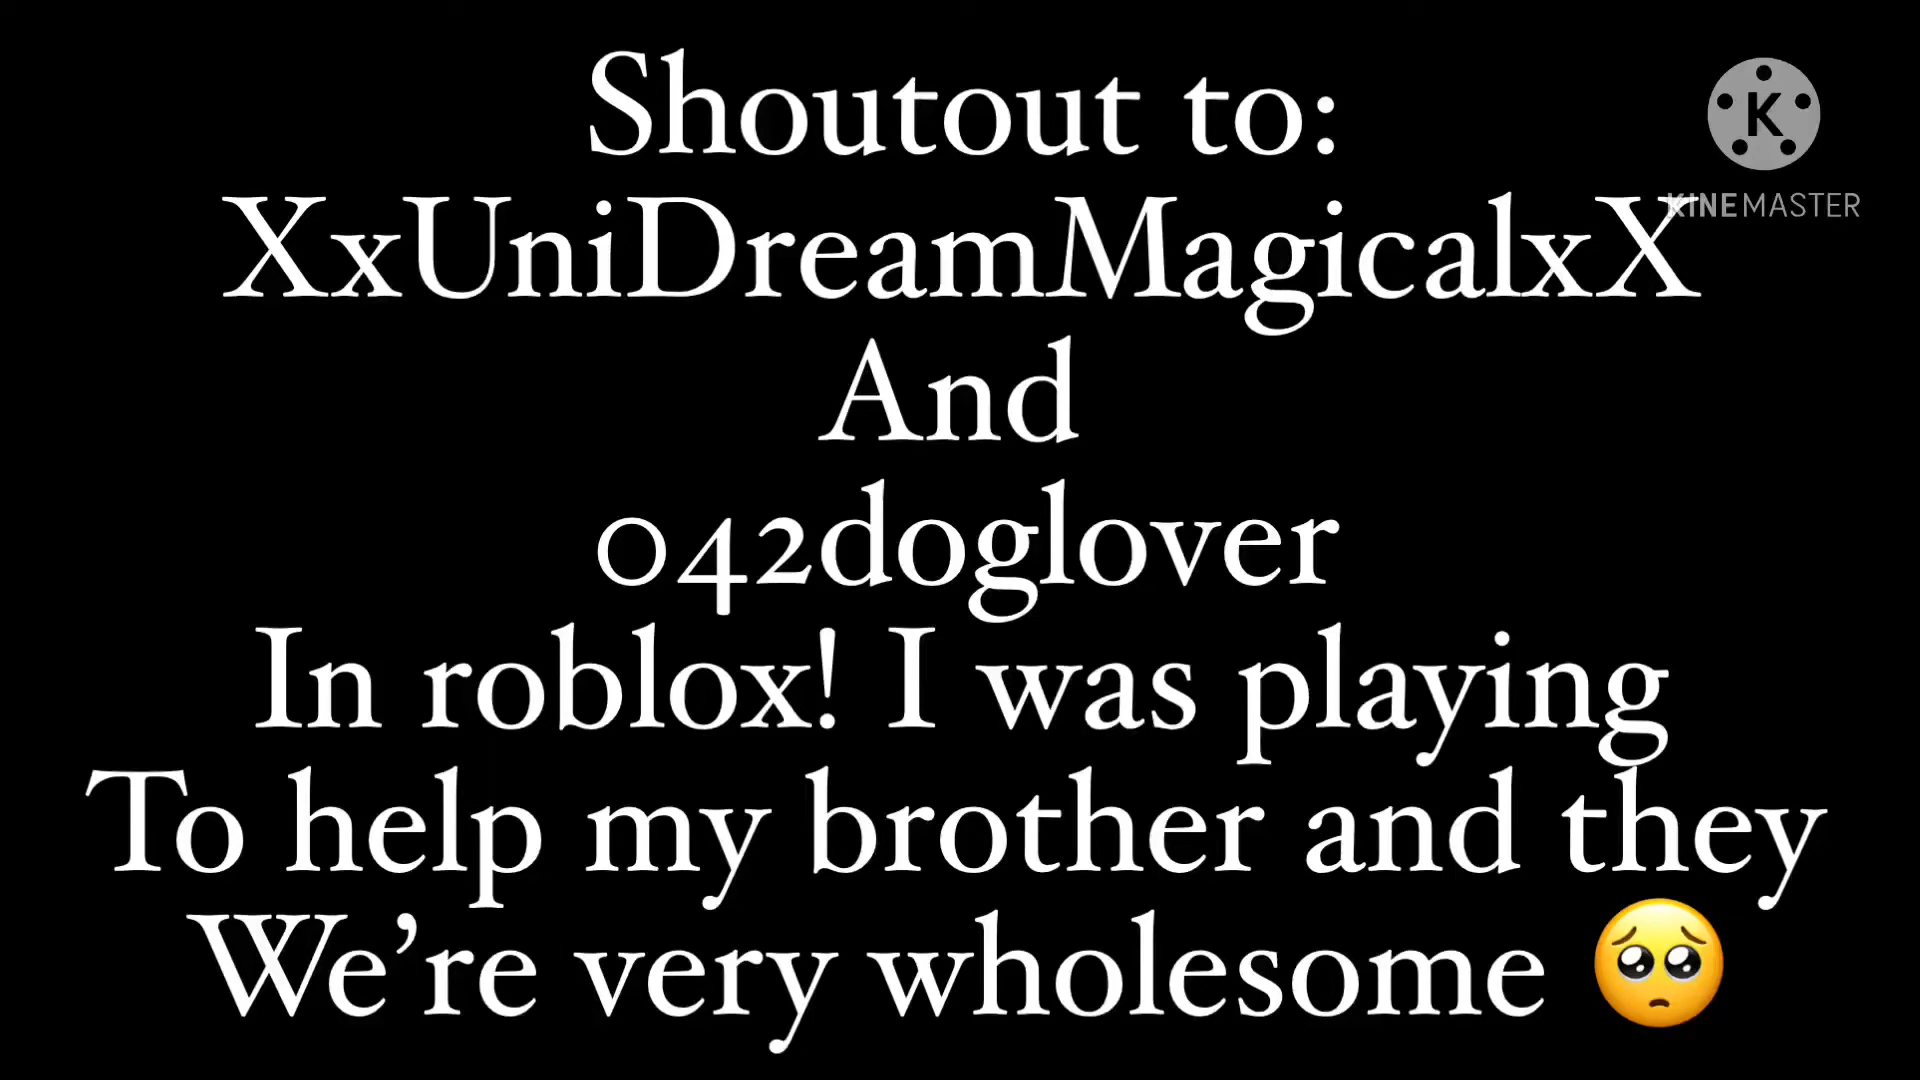 Shoutout to:
XxUniDreamMagicalxX
And
042doglover
In roblox! I was playing
To help my brother and they
We’re very wholesome 🥺
K
KINEMASTER